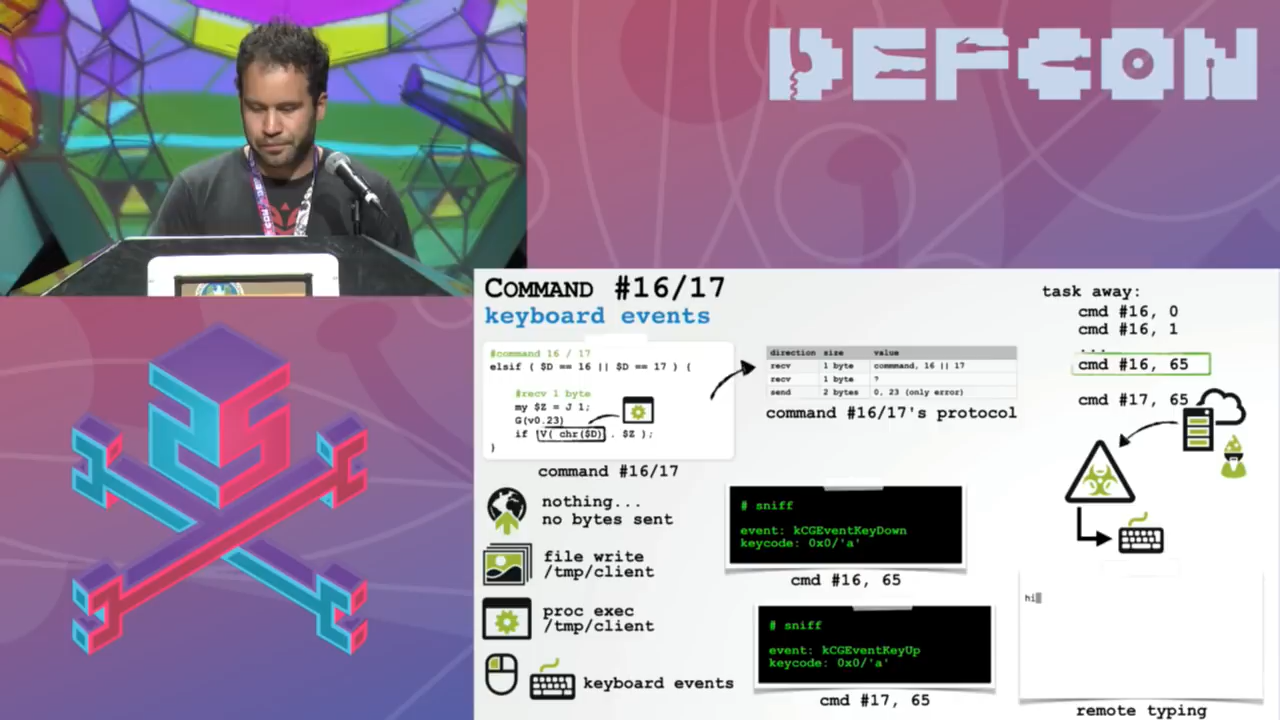 DEFCON
COMMAND #16/17
keyboard events
#command 16 / 17
elsif ( $D == 16 || $D == 17 ) {
#recv 1 byte
my $Z = J 1;
G(v0.23)
if V( chr($D) . $Z );
}
command #16/17
direction size value
recv 1 byte command, 16 || 17
recv 1 byte ?
send 2 bytes 0, 23 (only error)
command #16/17's protocol
nothing...
no bytes sent
file write
/tmp/client
proc exec
/tmp/client
keyboard events
# sniff
event: kCGEventKeyDown
keycode: 0x0/'a'
cmd #16, 65
# sniff
event: kCGEventKeyUp
keycode: 0x0/'a'
cmd #17, 65
task away:
cmd #16, 0
cmd #16, 1
...
cmd #16, 65
cmd #17, 65
hi
remote typing